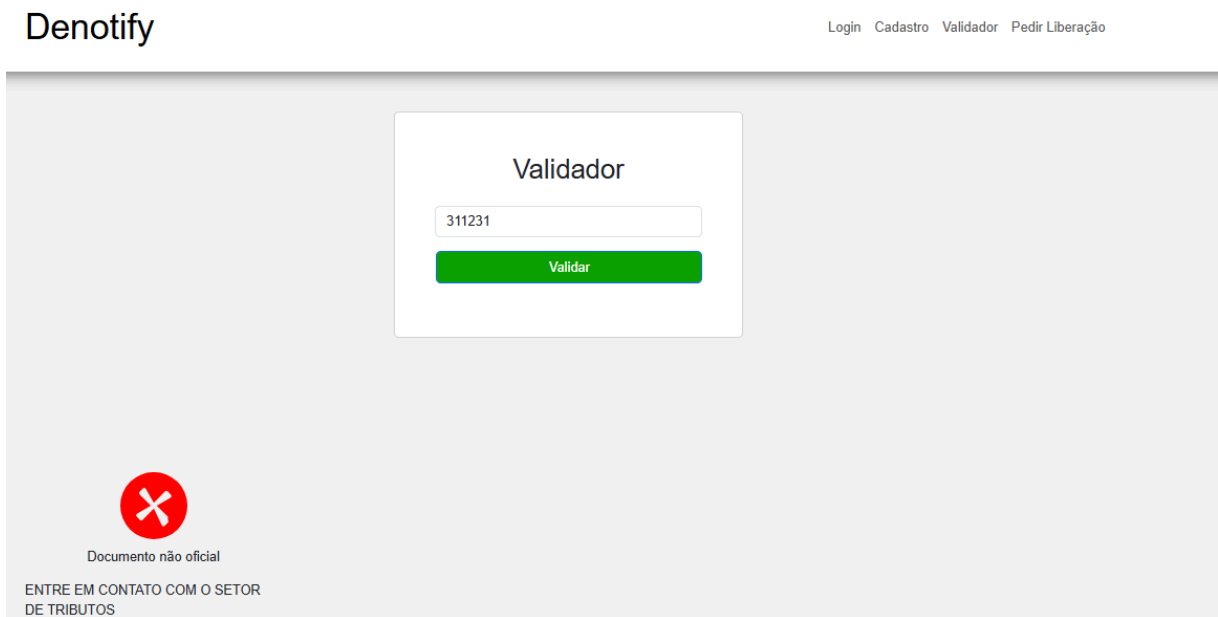 Denotify
Login Cadastro Validador Pedir Liberação
Validador
311231
Validar
Documento não oficial
ENTRE EM CONTATO COM O SETOR
DE TRIBUTOS